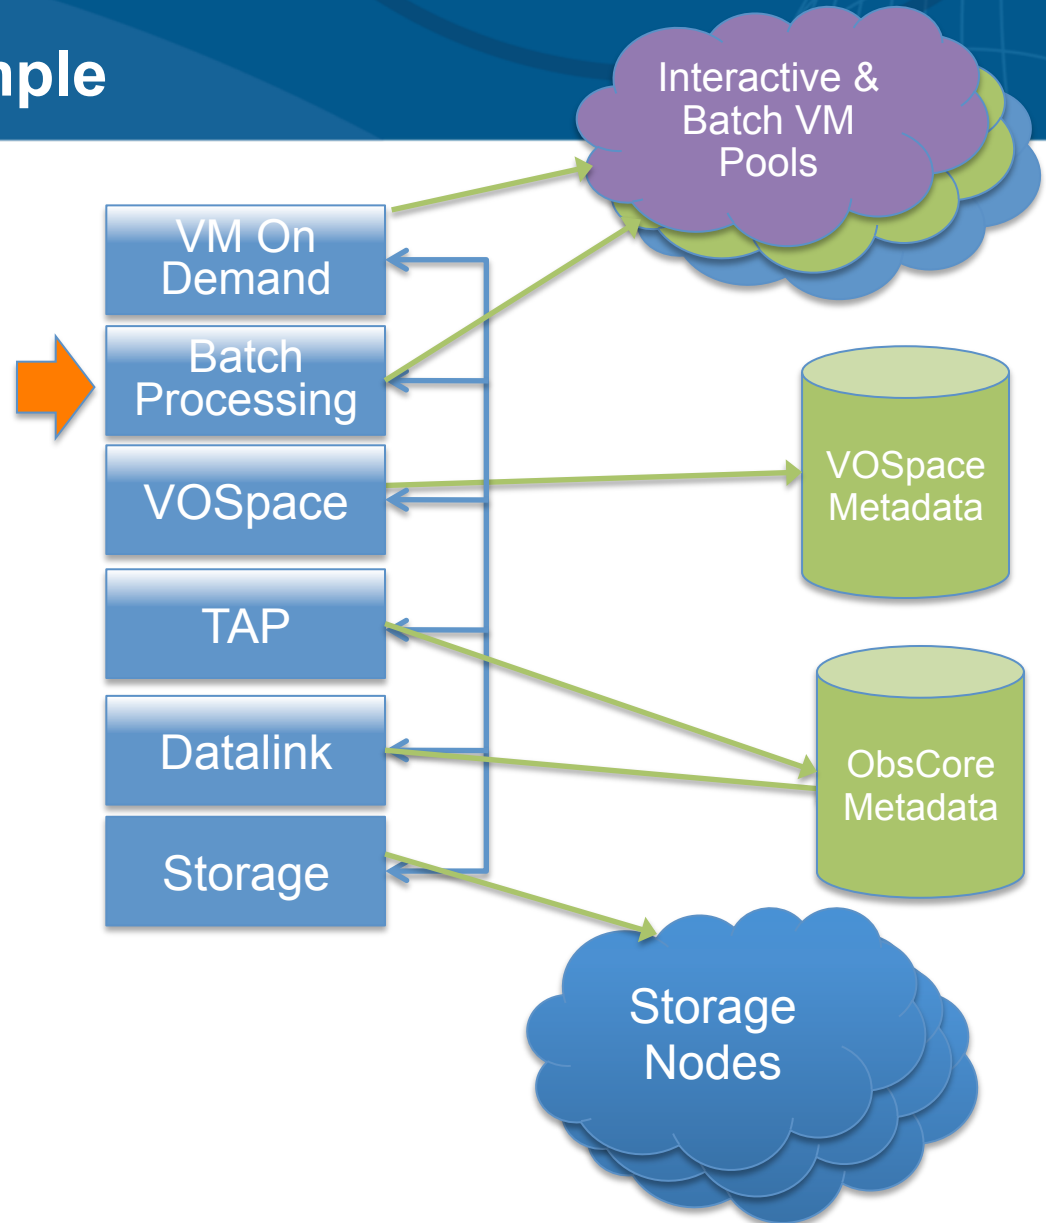 mple
Interactive &
Batch VM
Pools
VM On
Demand
Batch
Processing
VOSpace
VOSpace
Metadata
TAP
Datalink
ObsCore
Metadata
Storage
Storage
Nodes